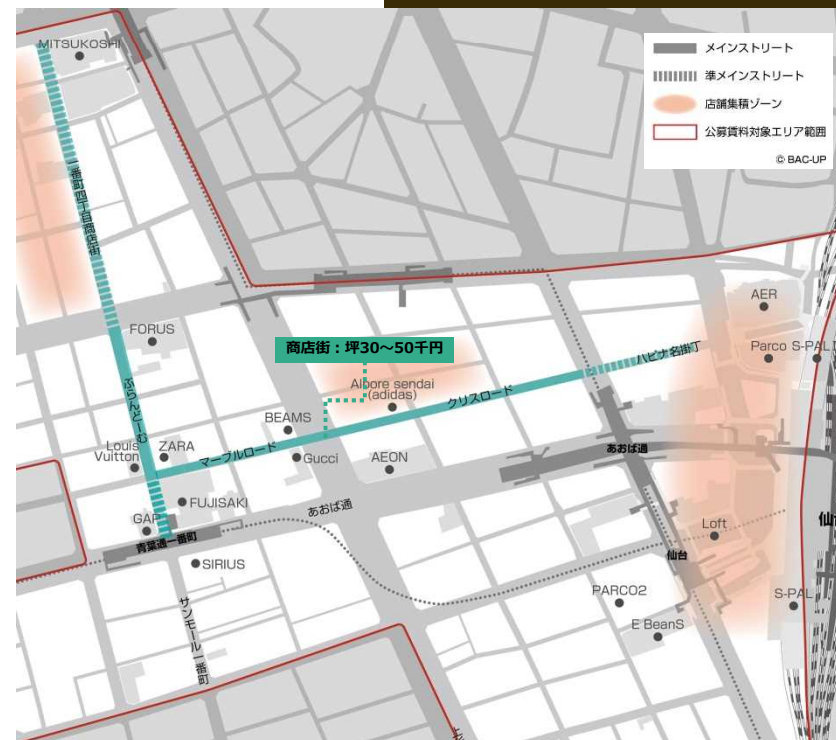 MITSUKOSHI
メインストリート
準メインストリート
店舗集積ゾーン
公募賃料対象エリア範囲
© BAC-UP
一番町四丁目商店街
FORUS
AER
商店街：坪30～50千円
ハピナ名掛丁
Parco
S-PAL
ぶらんどーむ
Albore sendai
(adidas)
クリスロード
BEAMS
Louis
Vuitton
ZARA
マーブルロード
Gucci
AEON
あおば通
FUJISAKI
GAP
あおば通
Loft
仙
青葉通一番町
SIRIUS
仙台
サンモール一番町
PARCO2
S-PAL
E BeanS